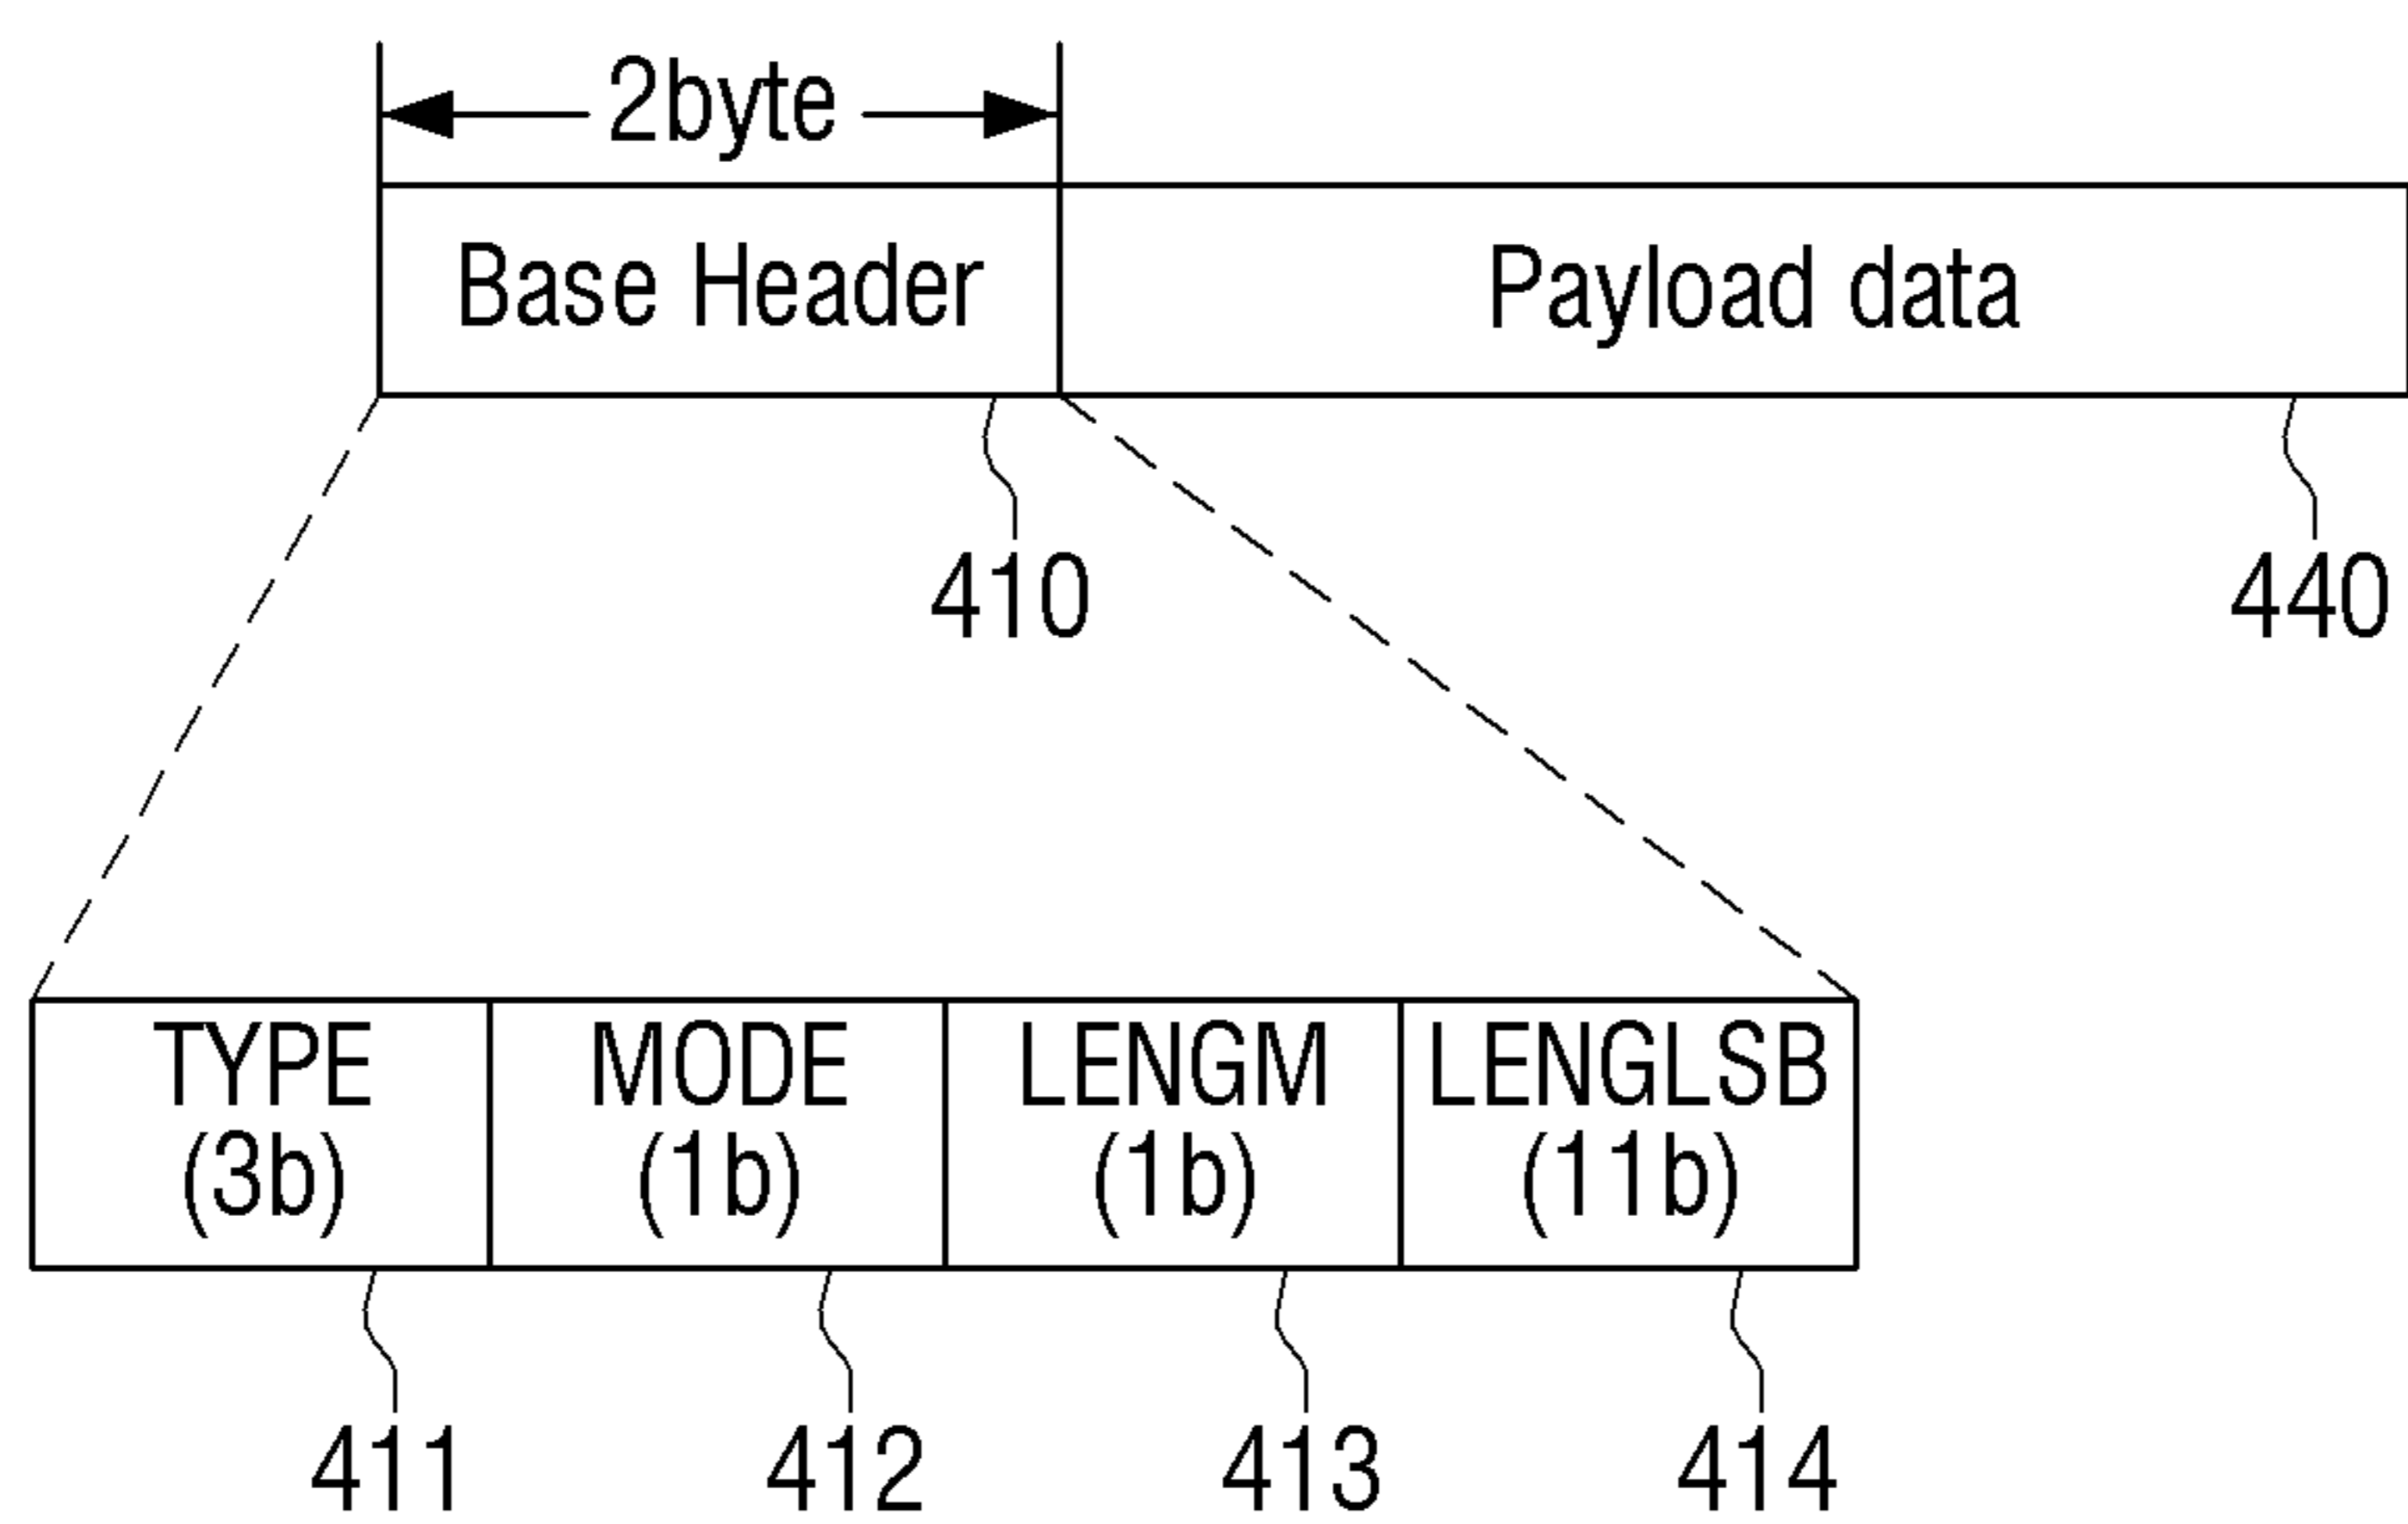 2byte
Base Header
Payload data
410
440
TYPE
(3b)
MODE
(1b)
LENGM
(1b)
LENGLSB
(11b)
411
412
413
414